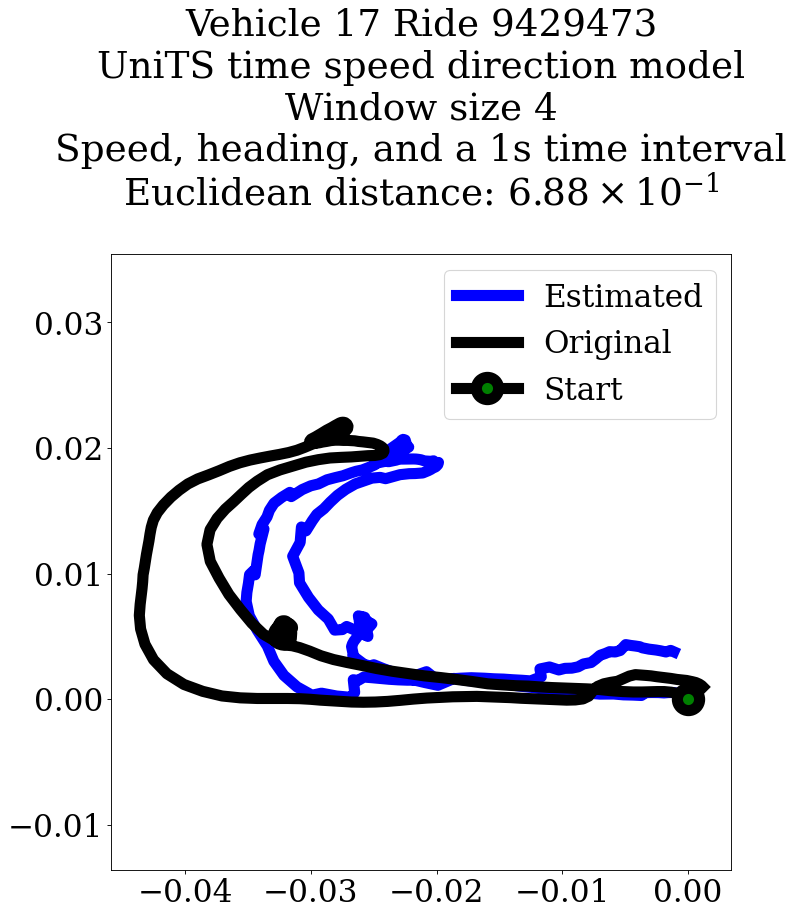 Vehicle 17 Ride 9429473
UniTS time speed direction model
Window size 4
Speed, heading, and a 1s time interval
Euclidean distance: 6.88 × 10⁻¹
Estimated
Original
Start
0.03
0.02
0.01
0.00
−0.01
−0.04
−0.03
−0.02
−0.01
0.00